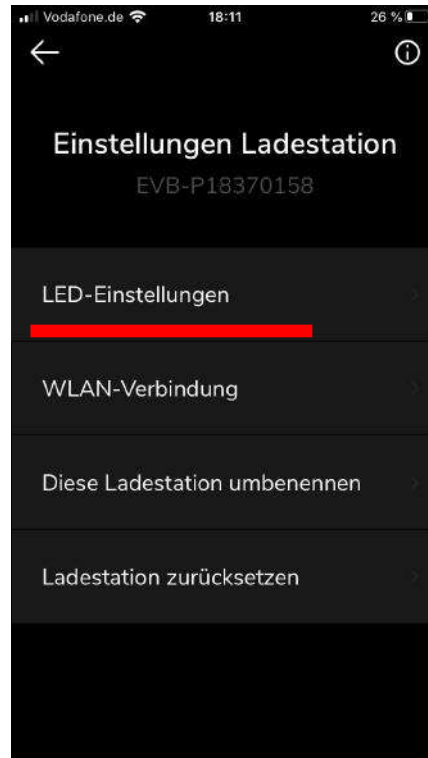 Vodafone.de 18:11 26 %
Einstellungen Ladestation
EVB-P18370158
LED-Einstellungen
WLAN-Verbindung
Diese Ladestation umbenennen
Ladestation zurücksetzen